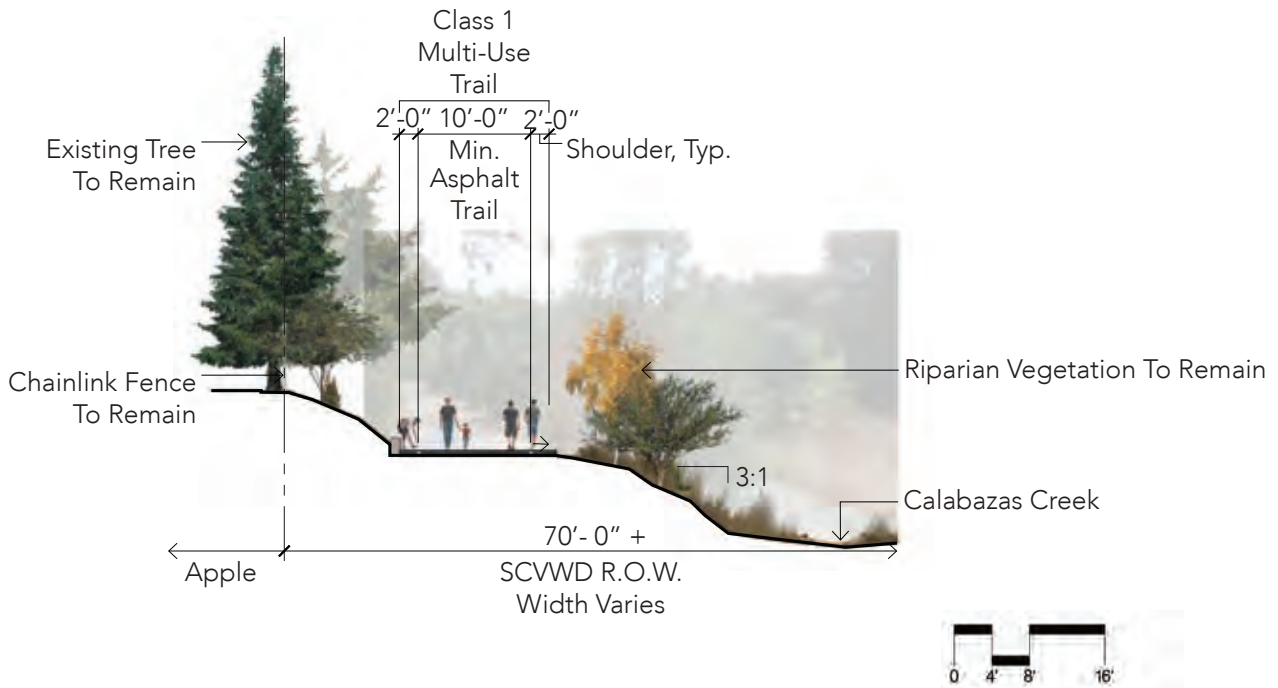 Class 1
Multi-Use
Trail
2'-0" 10'-0" 2'-0"
Min.
Asphalt
Trail
Shoulder, Typ.
Existing Tree
To Remain
Chainlink Fence
To Remain
Riparian Vegetation To Remain
3:1
Calabazas Creek
70'- 0" +
Apple
SCVWD R.O.W.
Width Varies
0 4' 8' 16'